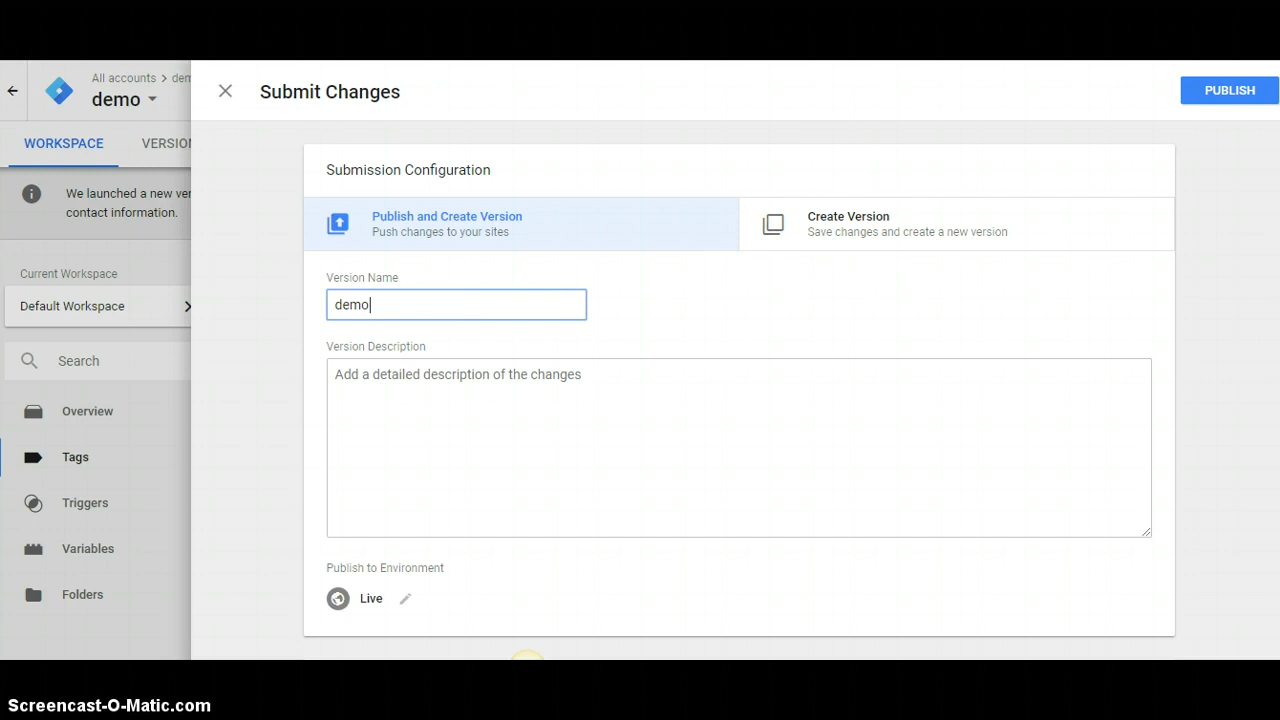 All accounts > dem
demo
Submit Changes
PUBLISH
WORKSPACE
VERSION
We launched a new ver
contact information.
Submission Configuration
Publish and Create Version
Push changes to your sites
Create Version
Save changes and create a new version
Current Workspace
Default Workspace
Version Name
demo
Search
Version Description
Add a detailed description of the changes
Overview
Tags
Triggers
Variables
Folders
Publish to Environment
Live
Screencast-O-Matic.com